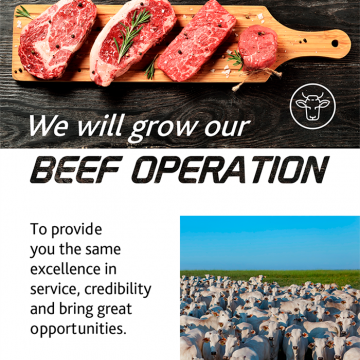 We will grow our
BEEF OPERATION
To provide
you the same
excellence in
service, credibility
and bring great
opportunities.